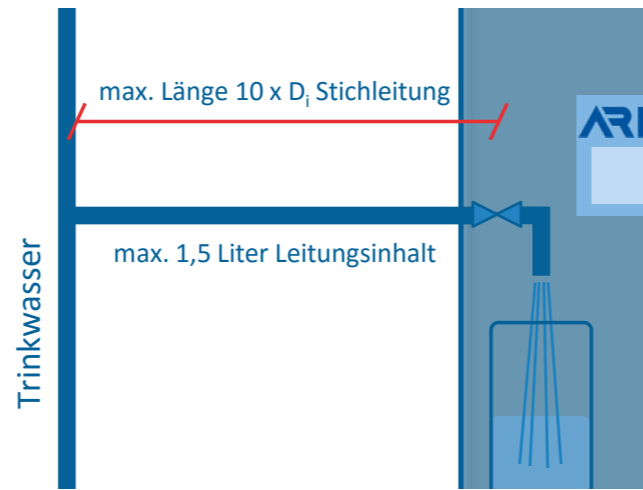 max. Länge 10 x Di Stichleitung
max. 1,5 Liter Leitungsinhalt
Trinkwasser